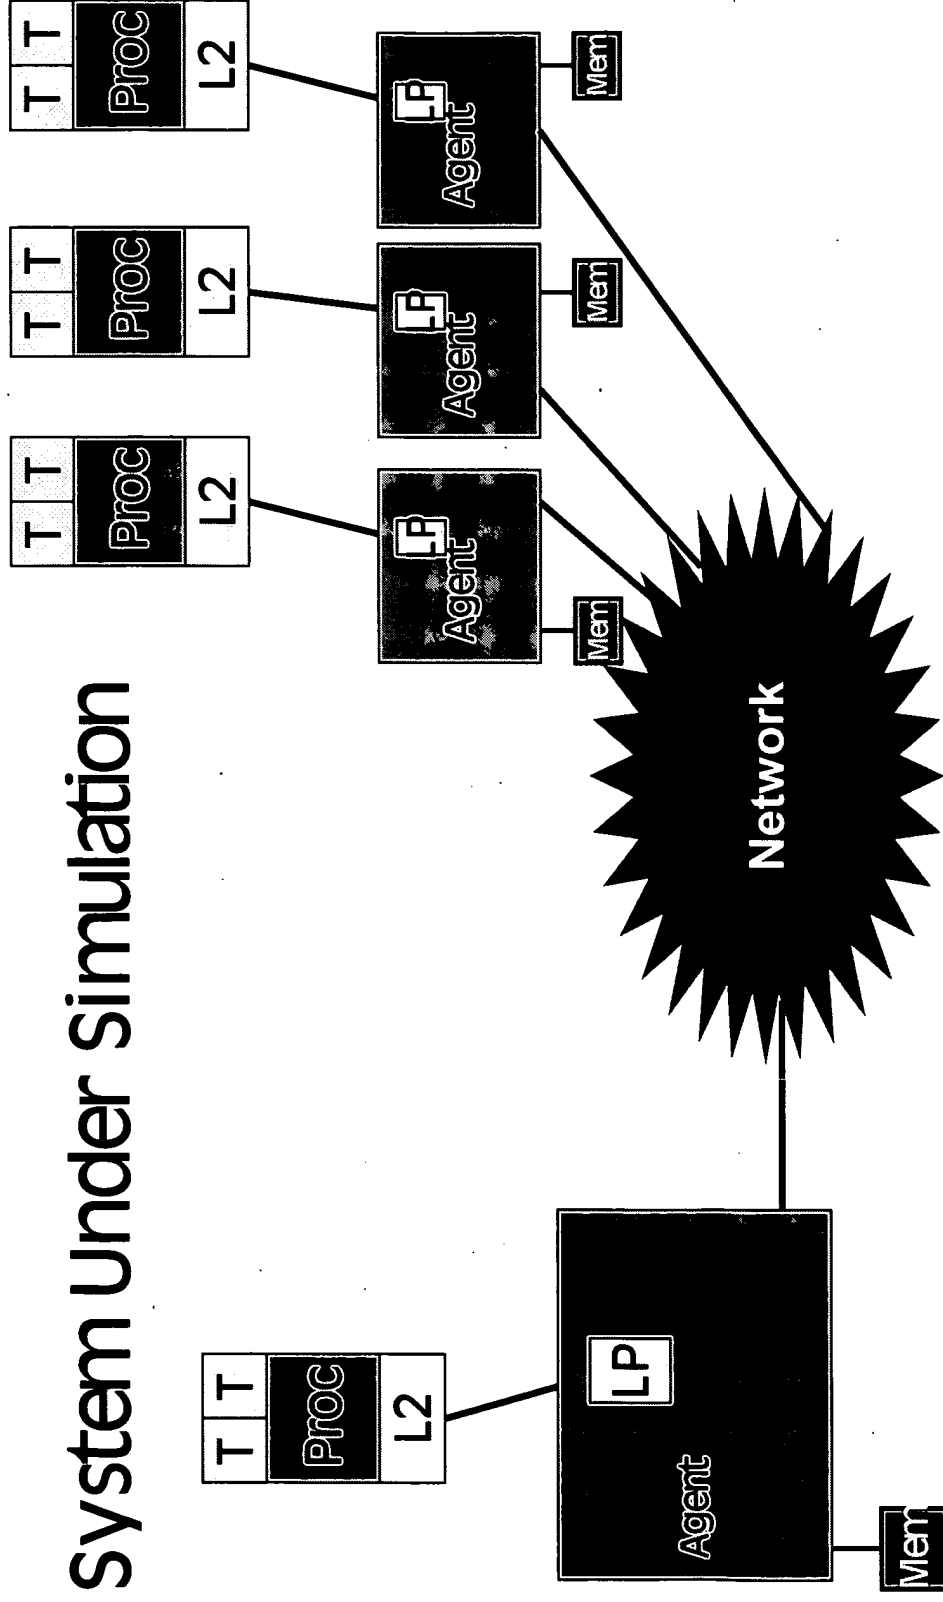 System Under Simulation
T T
Proc
L2
LP
Agent
Mem
Network
T T
Proc
L2
LP
Agent
Mem
T T
Proc
L2
LP
Agent
Mem
T T
Proc
L2
LP
Agent
Mem